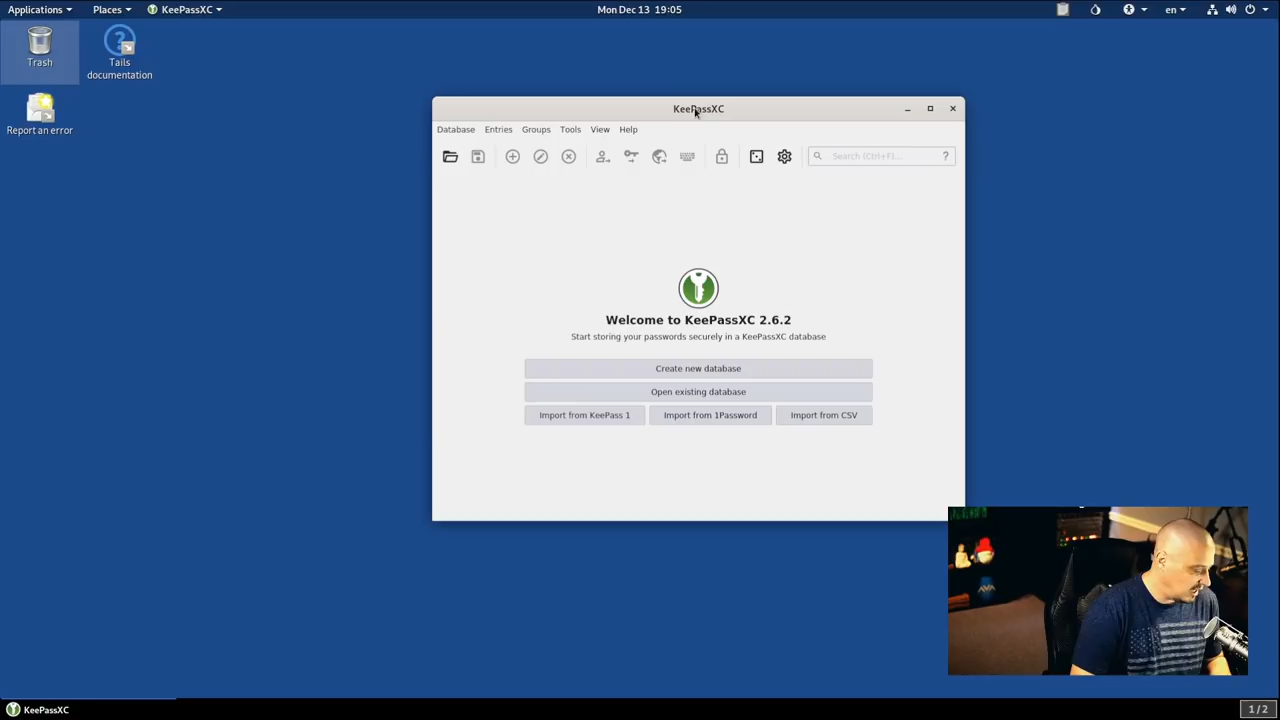 Applications Places KeePassXC Mon Dec 13 19:05 en
Trash
Tails
documentation
Report an error
KeePassXC
Database Entries Groups Tools View Help
Search (Ctrl+F)... ?
Welcome to KeePassXC 2.6.2
Start storing your passwords securely in a KeePassXC database
Create new database
Open existing database
Import from KeePass 1 Import from 1Password Import from CSV
KeePassXC 1 / 2